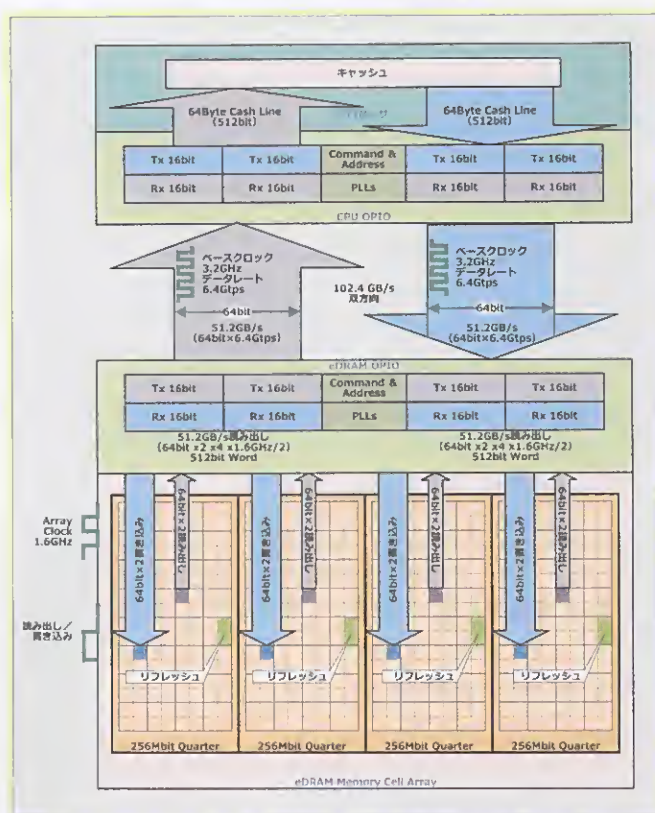 キャッシュ
64Byte Cash Line
(512bit)
64Byte Cash Line
(512bit)
Tx 16bit
Tx 16bit
Command &
Address
Tx 16bit
Tx 16bit
Rx 16bit
Rx 16bit
PLLs
Rx 16bit
Rx 16bit
CPU OPIO
ベースクロック
3.2GHz
データレート
6.4Gtps
64bit
51.2GB/s
(64bit×6.4Gtps)
102.4 GB/s
双方向
ベースクロック
3.2GHz
データレート
6.4Gtps
64bit
51.2GB/s
(64bit×6.4Gtps)
eDRAM OPIO
Tx 16bit
Tx 16bit
Command &
Address
Tx 16bit
Tx 16bit
Rx 16bit
Rx 16bit
PLLs
Rx 16bit
Rx 16bit
51.2GB/s読み出し
(64bit x2 x4 x1.6GHz/2)
512bit Word
51.2GB/s読み出し
(64bit x2 x4 x1.6GHz/2)
512bit Word
Array
Clock
1.6GHz
読み出し/
書き込み
64bit×2書き込み
64bit×2読み出し
64bit×2書き込み
64bit×2読み出し
64bit×2書き込み
64bit×2読み出し
64bit×2書き込み
64bit×2読み出し
リフレッシュ
リフレッシュ
リフレッシュ
リフレッシュ
256Mbit Quarter
256Mbit Quarter
256Mbit Quarter
256Mbit Quarter
eDRAM Memory Cell Array